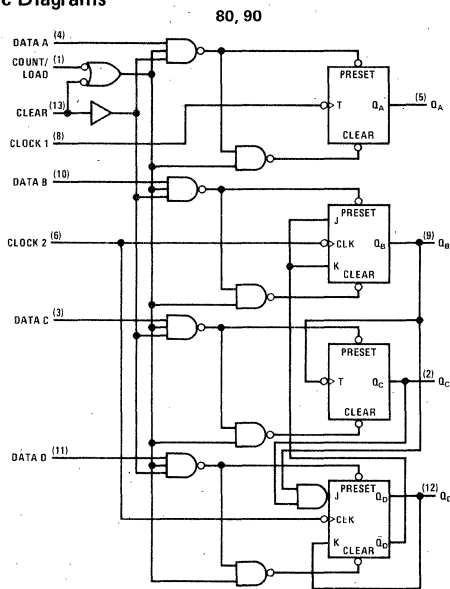 c Diagrams
80, 90
DATA A (4)
COUNT/ (1)
LOAD
CLEAR (13)
CLOCK 1 (8)
PRESET
T
QA (5) QA
CLEAR
DATA B (10)
CLOCK 2 (6)
PRESET
J
CLK QB (9) QB
K
CLEAR
DATA C (3)
PRESET
T QC (2) QC
CLEAR
DATA D (11)
PRESET
J QD (12) QD
CLK
K Q̄D
CLEAR